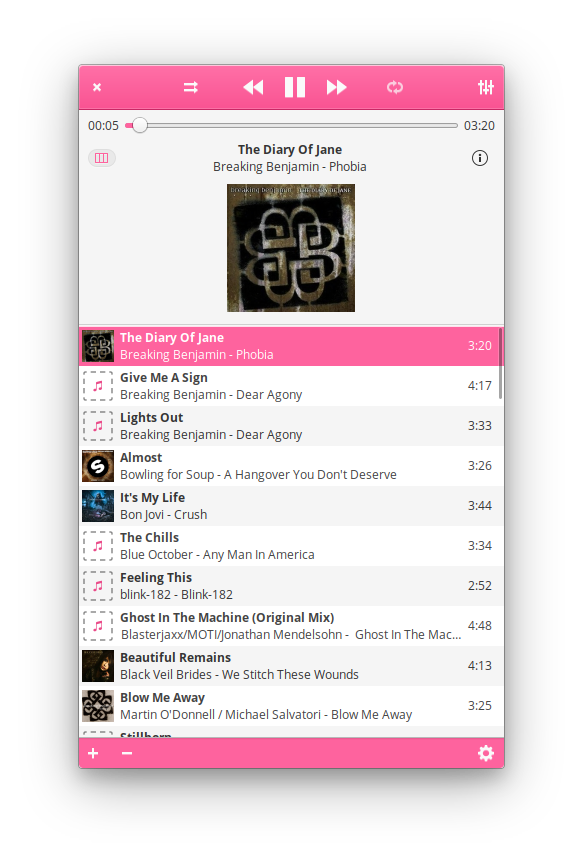 00:05
03:20
The Diary Of Jane
Breaking Benjamin - Phobia
breaking benjamin THE DIARY OF JANE
The Diary Of Jane
Breaking Benjamin - Phobia
3:20
Give Me A Sign
Breaking Benjamin - Dear Agony
4:17
Lights Out
Breaking Benjamin - Dear Agony
3:33
Almost
Bowling for Soup - A Hangover You Don't Deserve
3:26
It's My Life
Bon Jovi - Crush
3:44
The Chills
Blue October - Any Man In America
3:34
Feeling This
blink-182 - Blink-182
2:52
Ghost In The Machine (Original Mix)
Blasterjaxx/MOTI/Jonathan Mendelsohn - Ghost In The Mac...
4:48
Beautiful Remains
Black Veil Brides - We Stitch These Wounds
4:13
Blow Me Away
Martin O'Donnell / Michael Salvatori - Blow Me Away
3:25
Stillborn